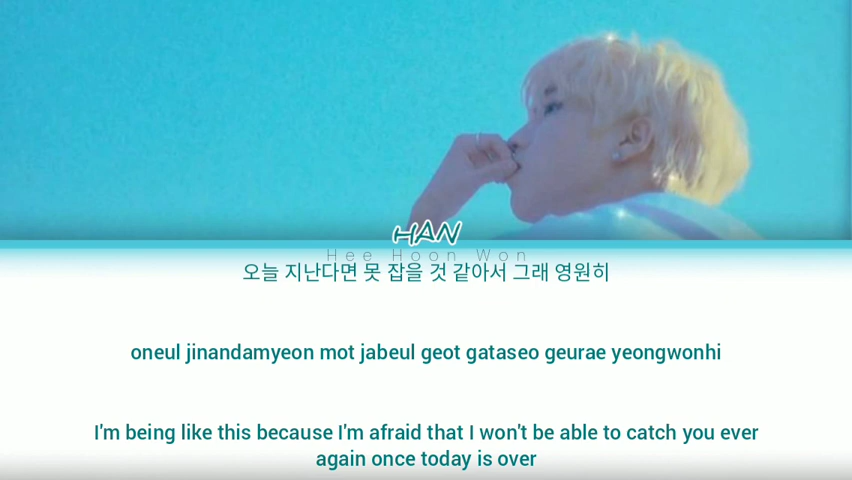 HAN
Hee Hoon Won
오늘 지난다면 못 잡을 것 같아서 그래 영원히
oneul jinandamyeon mot jabeul geot gataseo geurae yeongwonhi
I'm being like this because I'm afraid that I won't be able to catch you ever
again once today is over